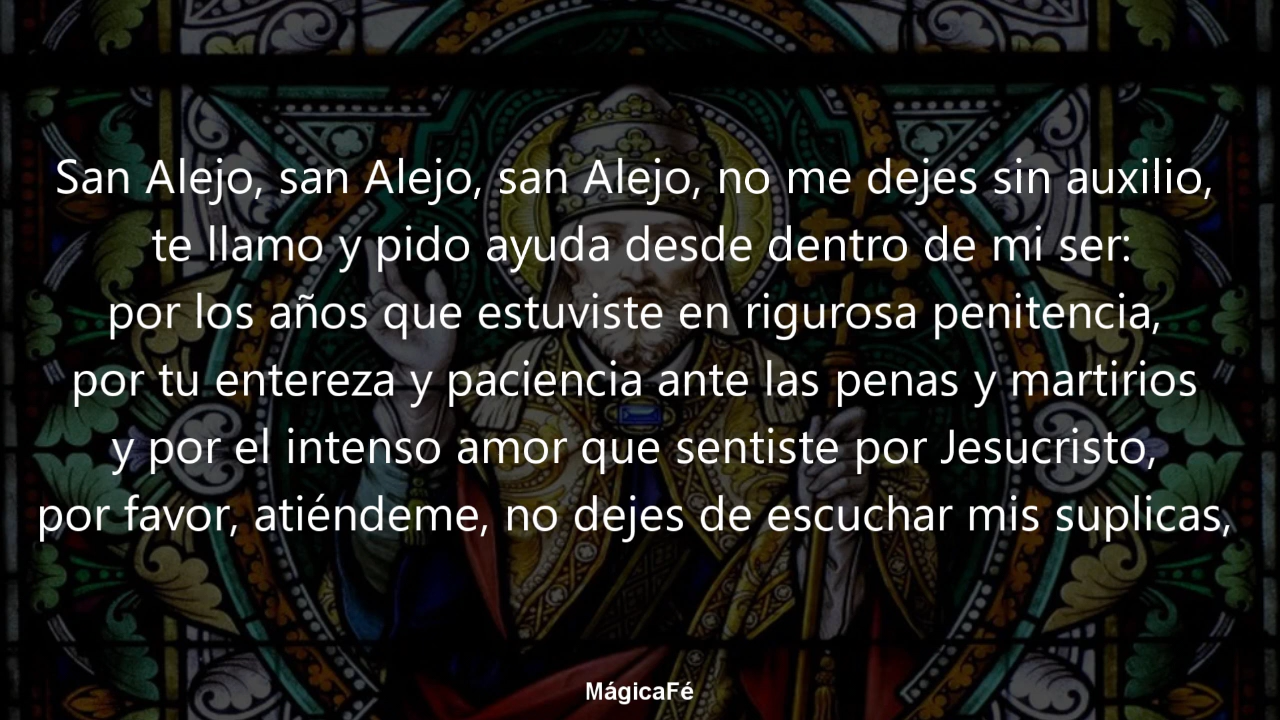 San Alejo, san Alejo, san Alejo, no me dejes sin auxilio,
te llamo y pido ayuda desde dentro de mi ser:
por los años que estuviste en rigurosa penitencia,
por tu entereza y paciencia ante las penas y martirios
y por el intenso amor que sentiste por Jesucristo,
por favor, atiéndeme, no dejes de escuchar mis suplicas,
MágicaFé